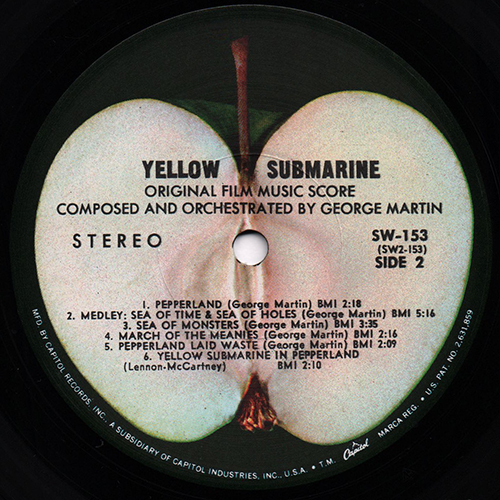 YELLOW SUBMARINE
ORIGINAL FILM MUSIC SCORE
COMPOSED AND ORCHESTRATED BY GEORGE MARTIN
STEREO
SW-153
(SW2-153)
SIDE 2
1. PEPPERLAND (George Martin) BMI 2:18
2. MEDLEY: SEA OF TIME & SEA OF HOLES (George Martin) BMI 5:16
3. SEA OF MONSTERS (George Martin) BMI 3:35
4. MARCH OF THE MEANIES (George Martin) BMI 2:16
5. PEPPERLAND LAID WASTE (George Martin) BMI 2:09
6. YELLOW SUBMARINE IN PEPPERLAND
(Lennon-McCartney) BMI 2:10
MFD. BY CAPITOL RECORDS, INC., A SUBSIDIARY OF CAPITOL INDUSTRIES, INC., U.S.A. • T.M. Capitol MARCA REG. • U.S. PAT. NO. 2,631,859